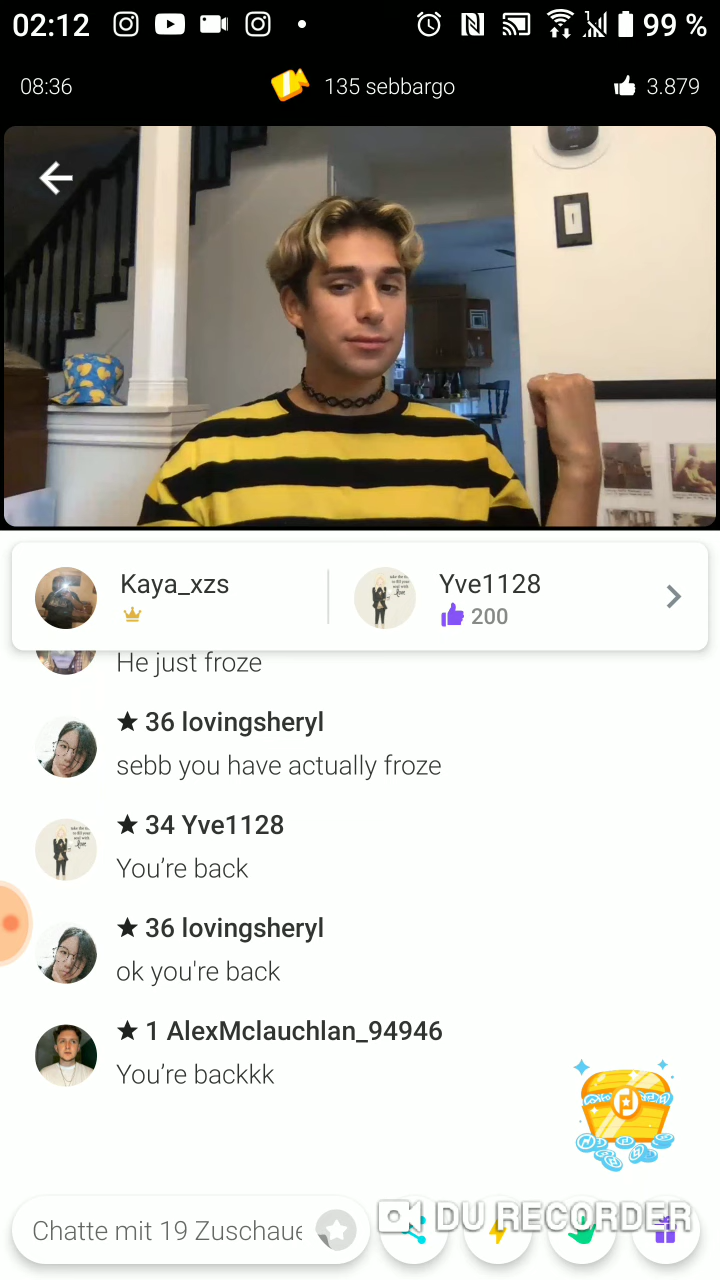 02:12
99 %
08:36
135 sebbargo
3.879
Kaya_xzs
Yve1128
200
He just froze
★ 36 lovingsheryl
sebb you have actually froze
★ 34 Yve1128
You're back
★ 36 lovingsheryl
ok you're back
★ 1 AlexMclauchlan_94946
You're backkk
Chatte mit 19 Zuschaue
DU RECORDER